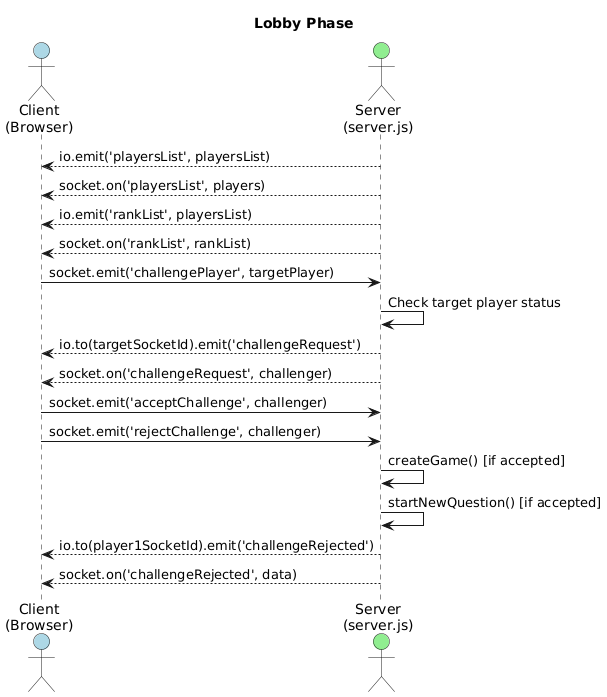 Lobby Phase
Client
(Browser)
Server
(server.js)
io.emit('playersList', playersList)
socket.on('playersList', players)
io.emit('rankList', playersList)
socket.on('rankList', rankList)
socket.emit('challengePlayer', targetPlayer)
Check target player status
io.to(targetSocketId).emit('challengeRequest')
socket.on('challengeRequest', challenger)
socket.emit('acceptChallenge', challenger)
socket.emit('rejectChallenge', challenger)
createGame() [if accepted]
startNewQuestion() [if accepted]
io.to(player1SocketId).emit('challengeRejected')
socket.on('challengeRejected', data)
Client
(Browser)
Server
(server.js)